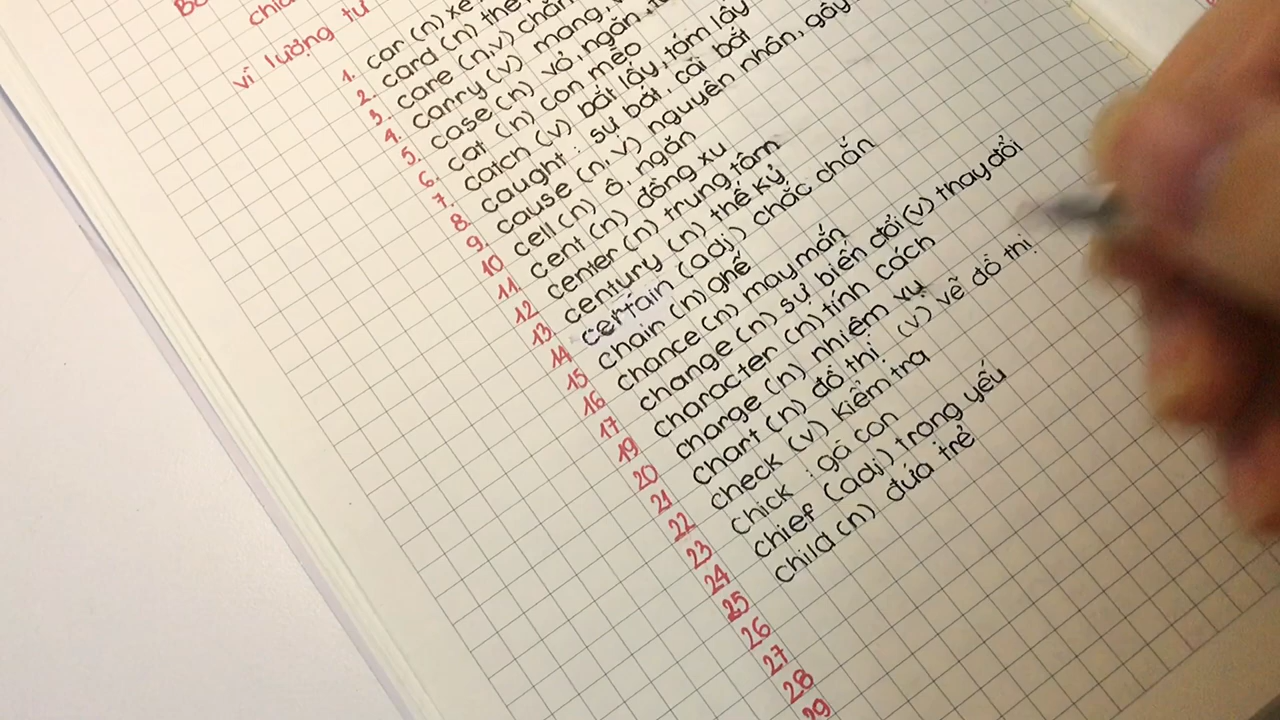 chia
vì lượng từ
1. car (n) xe
2. card (n) thẻ
3. care (n,v) chăm
4. carry (v) mang,
5. case (n) vỏ, ngăn,
6. cat (n) con mèo
7. catch (v) bắt lấy, tóm lấy
8. caught : sự bắt, cái bắt
9. cause (n, v) nguyên nhân, gây
10 cell (n) ô, ngăn
11. cent (n) đồng xu
12 center (n) trung tâm
13. century (n) thế kỷ
14 certain (adj) chắc chắn
15 chain (n) ghế
16 chance (n) may mắn
17 change (n) sự biến đổi (v) thay đổi
19 character (n) tính cách
20 charge (n) nhiệm vụ
21 chart (n) đồ thị (v) vẽ đồ thị
22 check (v) kiểm tra
23 chick : gà con
24 chief (adj) trọng yếu
25 child (n) đứa trẻ
26
27
28
29